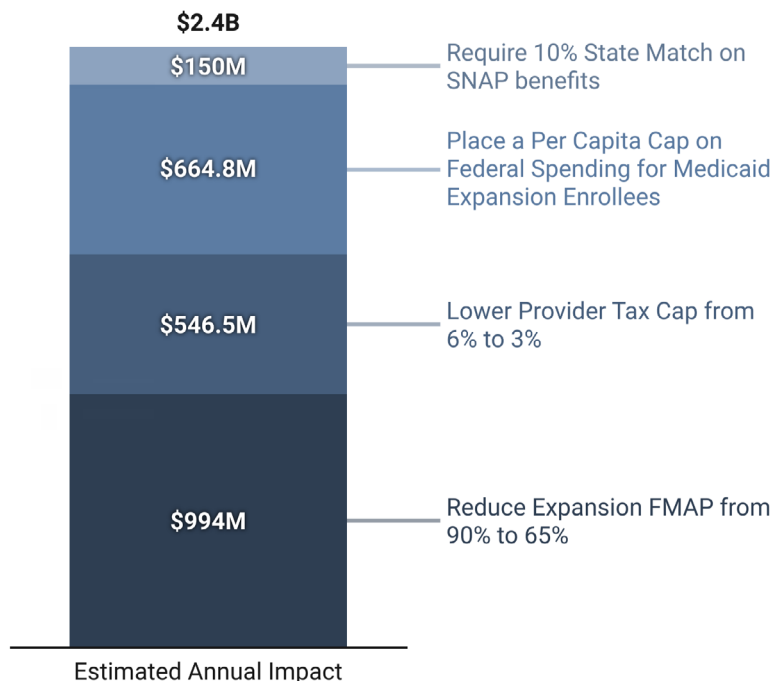 $2.4B
$150M
Require 10% State Match on
SNAP benefits
$664.8M
Place a Per Capita Cap on
Federal Spending for Medicaid
Expansion Enrollees
$546.5M
Lower Provider Tax Cap from
6% to 3%
$994M
Reduce Expansion FMAP from
90% to 65%
Estimated Annual Impact